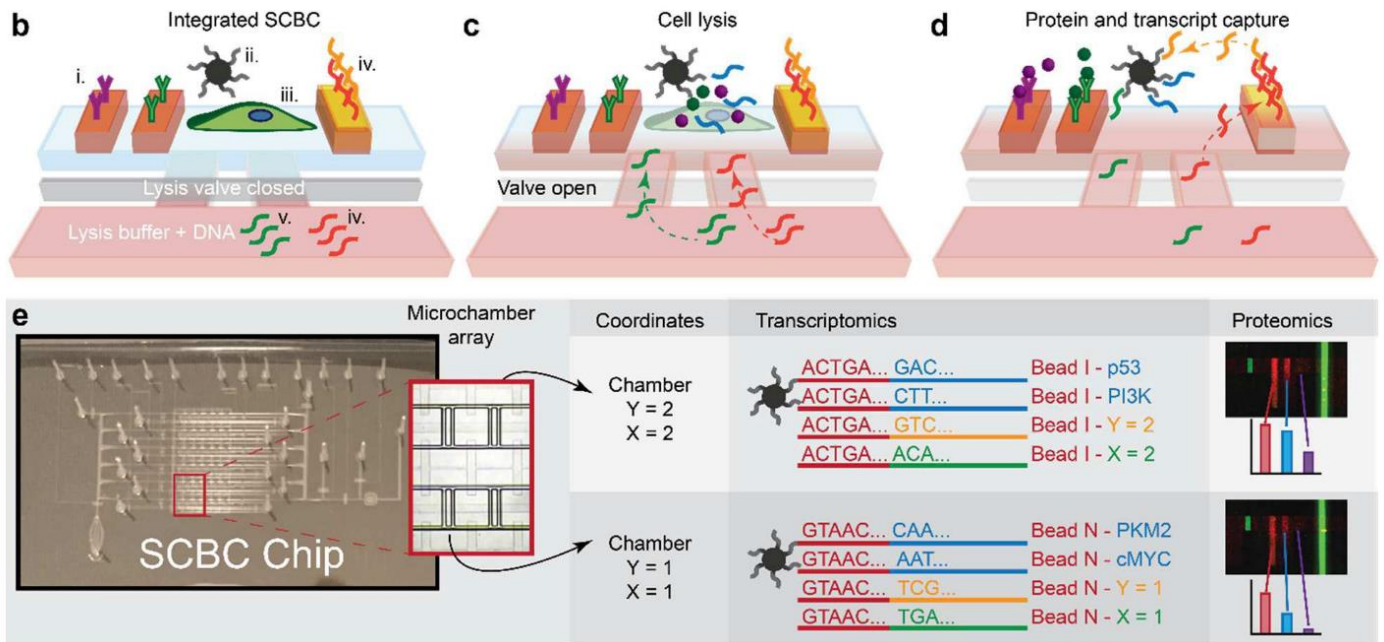 b
Integrated SCBC
i.
ii.
iii.
iv.
Lysis valve closed
Lysis buffer + DNA
v.
iv.
c
Cell lysis
Valve open
d
Protein and transcript capture
e
Microchamber
array
Coordinates
Transcriptomics
Proteomics
SCBC Chip
Chamber
Y = 2
X = 2
ACTGA... GAC... Bead I - p53
ACTGA... CTT... Bead I - PI3K
ACTGA... GTC... Bead I - Y = 2
ACTGA... ACA... Bead I - X = 2
Chamber
Y = 1
X = 1
GTAAC... CAA... Bead N - PKM2
GTAAC... AAT... Bead N - cMYC
GTAAC... TCG... Bead N - Y = 1
GTAAC... TGA... Bead N - X = 1